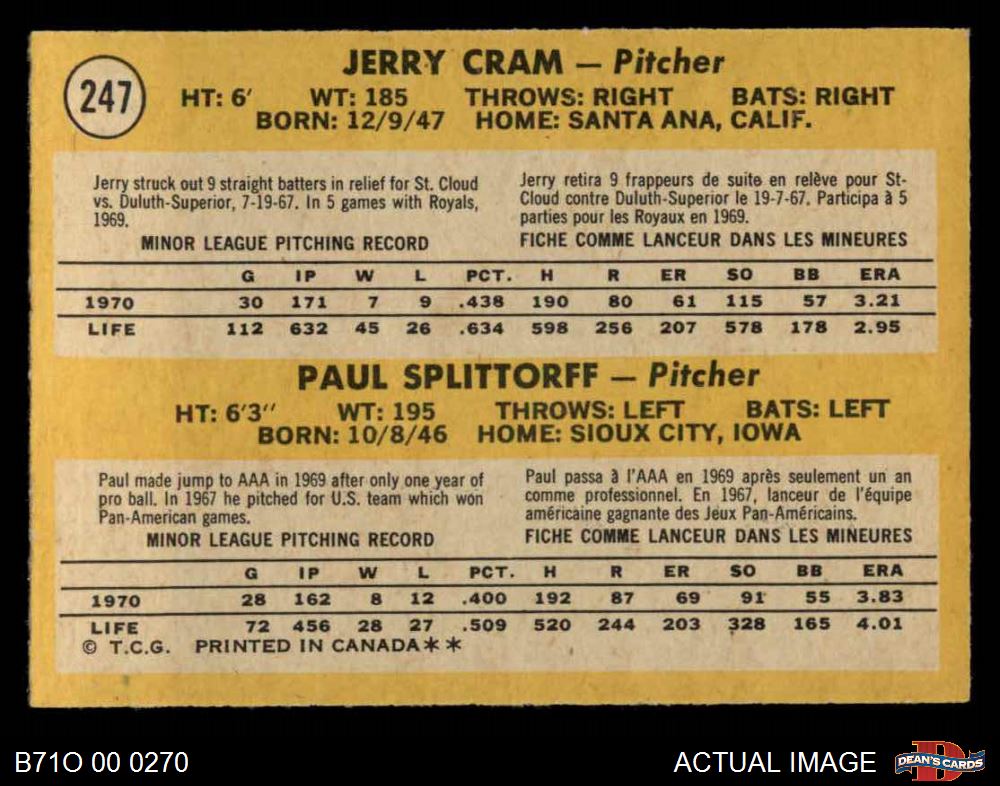 247
JERRY CRAM — Pitcher
HT: 6' WT: 185 THROWS: RIGHT BATS: RIGHT
BORN: 12/9/47 HOME: SANTA ANA, CALIF.
Jerry struck out 9 straight batters in relief for St. Cloud
vs. Duluth-Superior, 7-19-67. In 5 games with Royals,
1969.
MINOR LEAGUE PITCHING RECORD
Jerry retira 9 frappeurs de suite en relève pour St-
Cloud contre Duluth-Superior le 19-7-67. Participa à 5
parties pour les Royaux en 1969.
FICHE COMME LANCEUR DANS LES MINEURES
G IP W L PCT. H R ER SO BB ERA
1970 30 171 7 9 .438 190 80 61 115 57 3.21
LIFE 112 632 45 26 .634 598 256 207 578 178 2.95
PAUL SPLITTORFF — Pitcher
HT: 6'3'' WT: 195 THROWS: LEFT BATS: LEFT
BORN: 10/8/46 HOME: SIOUX CITY, IOWA
Paul made jump to AAA in 1969 after only one year of
pro ball. In 1967 he pitched for U.S. team which won
Pan-American games.
MINOR LEAGUE PITCHING RECORD
Paul passa à l'AAA en 1969 après seulement un an
comme professionnel. En 1967, lanceur de l'équipe
américaine gagnante des Jeux Pan-Américains.
FICHE COMME LANCEUR DANS LES MINEURES
G IP W L PCT. H R ER SO BB ERA
1970 28 162 8 12 .400 192 87 69 91 55 3.83
LIFE 72 456 28 27 .509 520 244 203 328 165 4.01
© T.C.G. PRINTED IN CANADA**
B71O 00 0270
ACTUAL IMAGE
DEAN'S CARDS